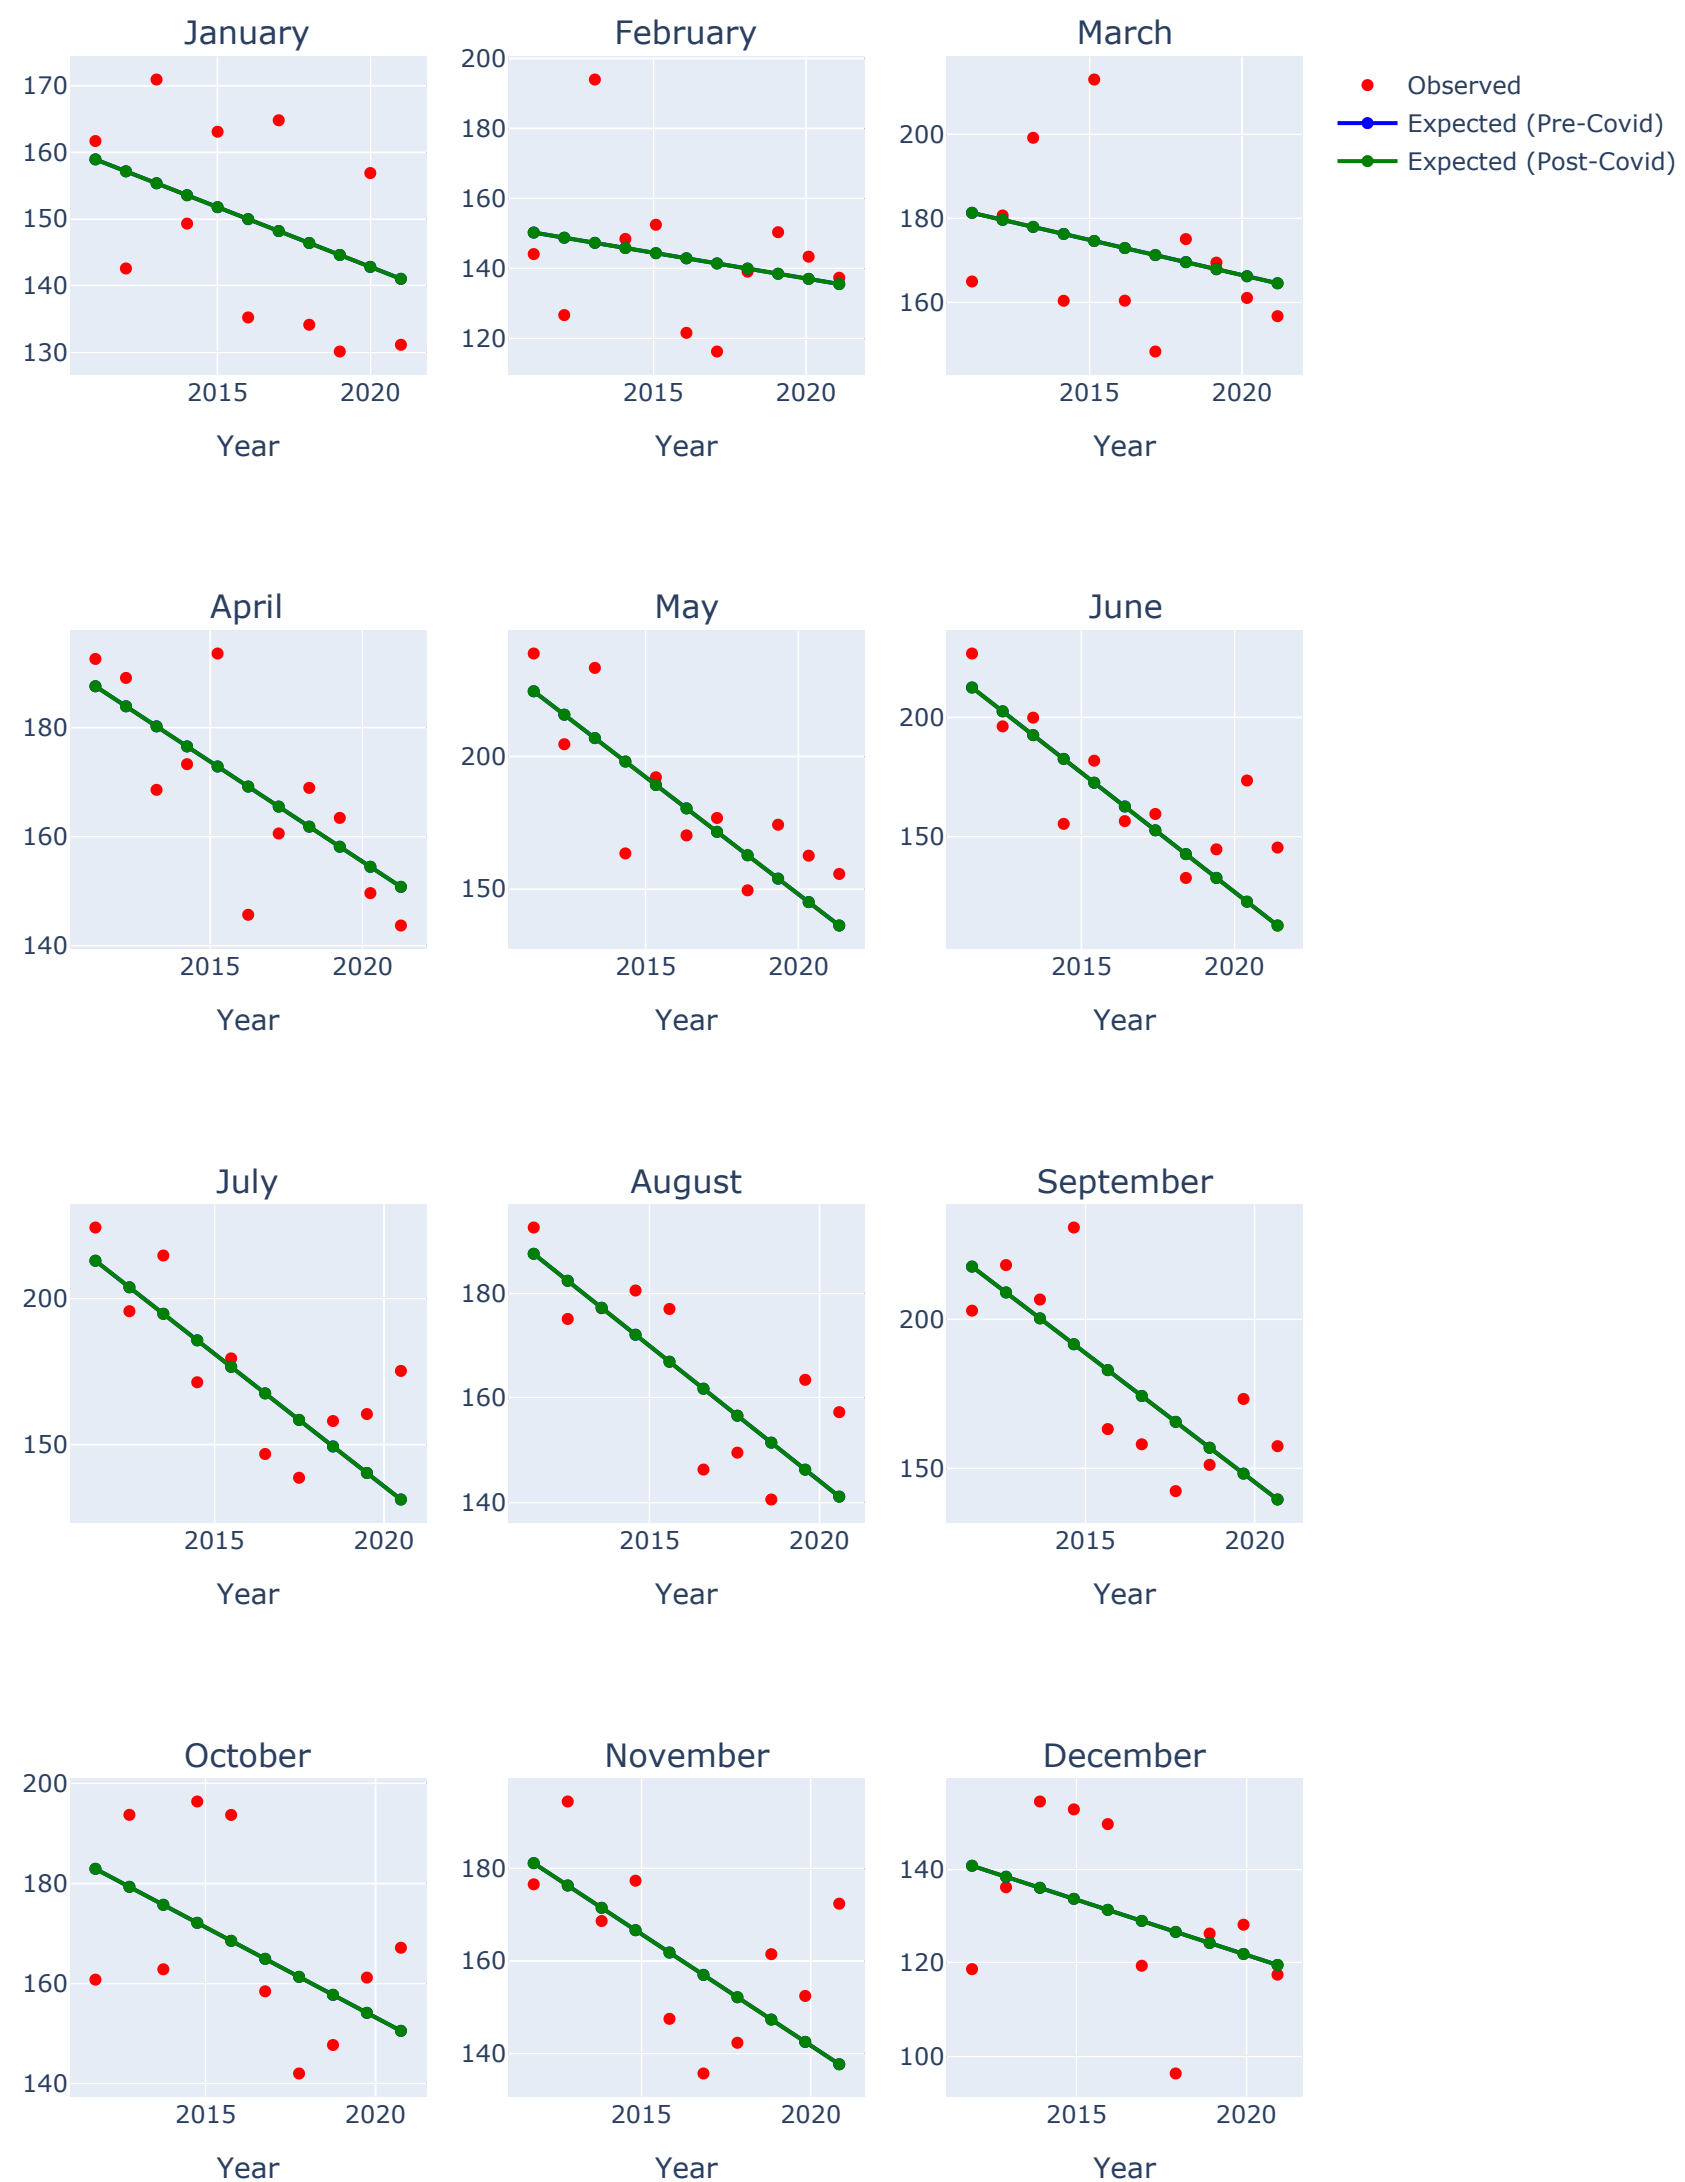 January February March
170
160
150
140
130
2015 2020
Year
200
180
160
140
120
2015 2020
Year
200
180
160
2015 2020
Year
Observed
Expected (Pre-Covid)
Expected (Post-Covid)
April May June
180
160
140
2015 2020
Year
200
150
2015 2020
Year
200
150
2015 2020
Year
July August September
200
150
2015 2020
Year
180
160
140
2015 2020
Year
200
150
2015 2020
Year
October November December
200
180
160
140
2015 2020
Year
180
160
140
2015 2020
Year
140
120
100
2015 2020
Year